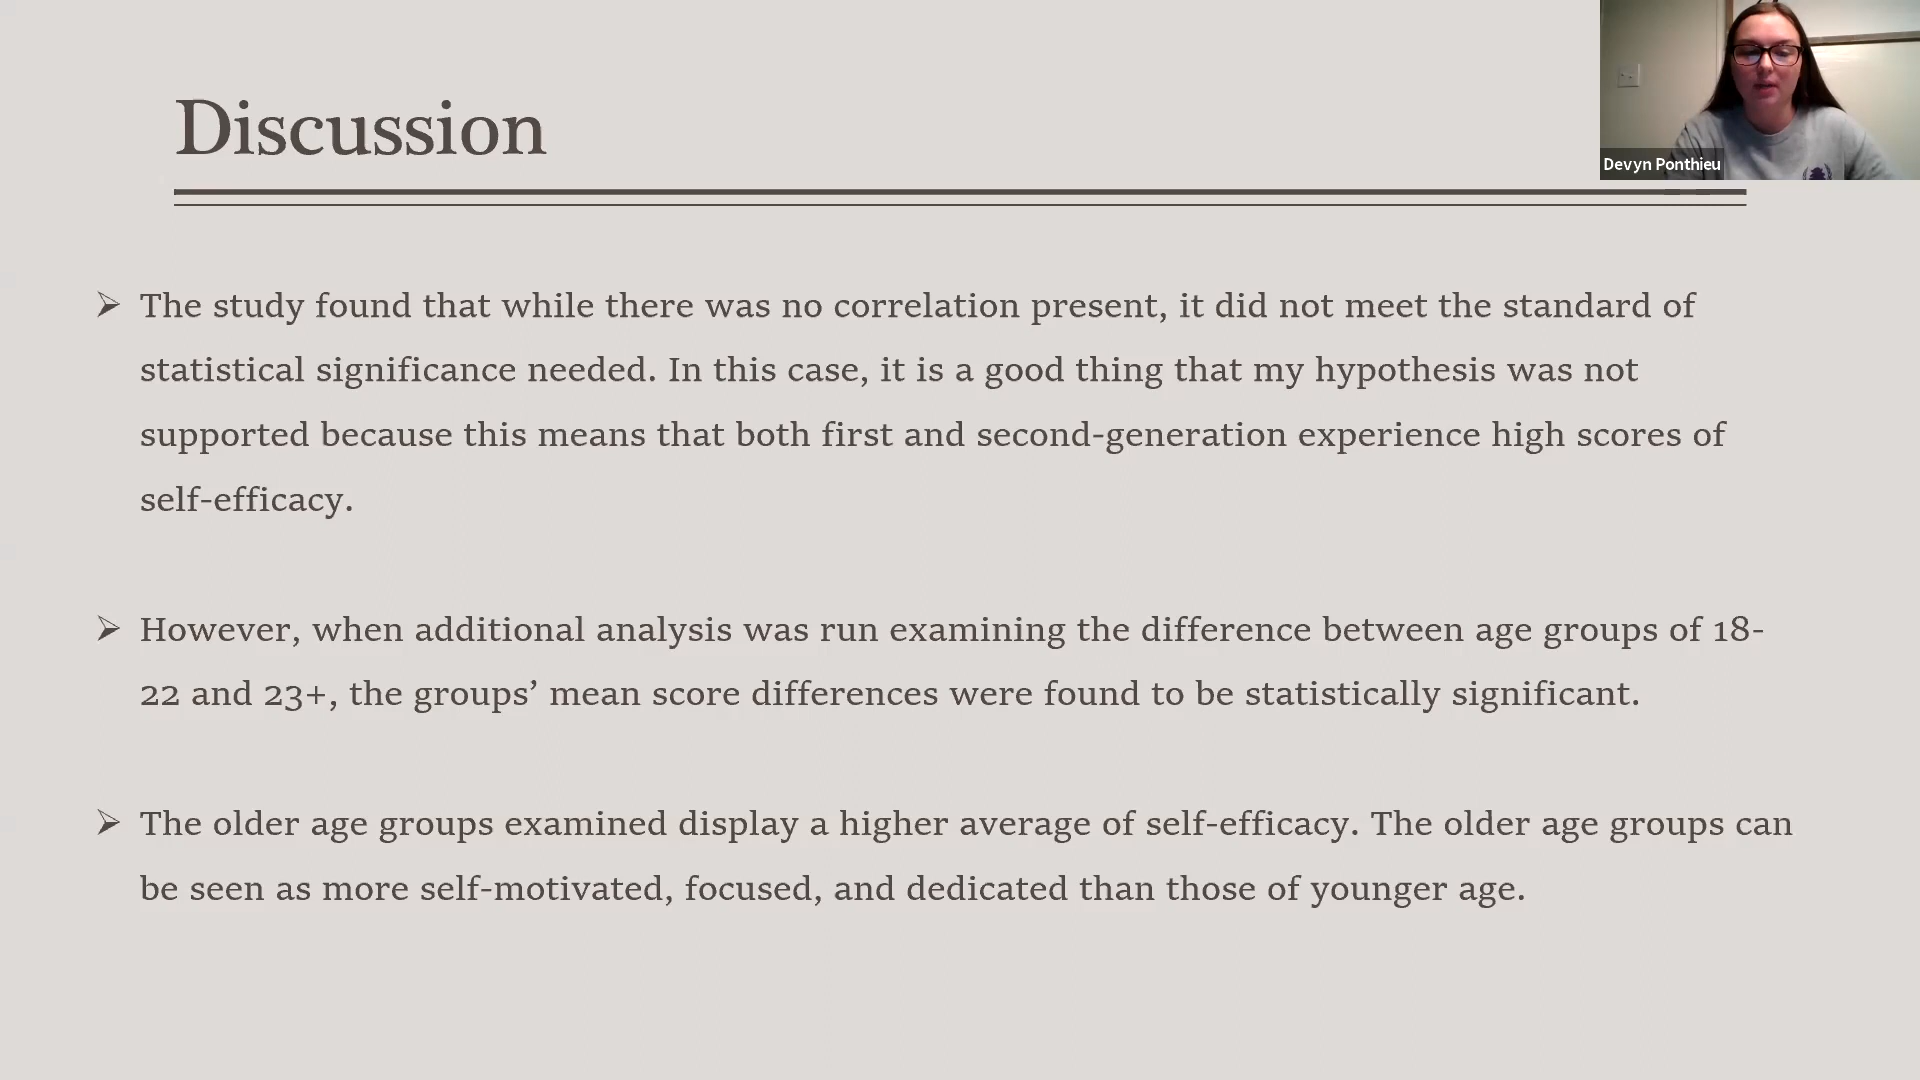 Discussion
Devyn Ponthieu
➢ The study found that while there was no correlation present, it did not meet the standard of
statistical significance needed. In this case, it is a good thing that my hypothesis was not
supported because this means that both first and second-generation experience high scores of
self-efficacy.
➢ However, when additional analysis was run examining the difference between age groups of 18-
22 and 23+, the groups’ mean score differences were found to be statistically significant.
➢ The older age groups examined display a higher average of self-efficacy. The older age groups can
be seen as more self-motivated, focused, and dedicated than those of younger age.